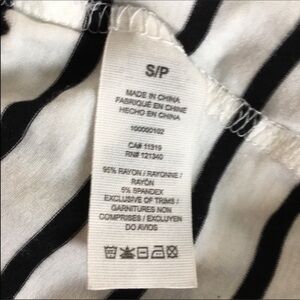 S/P
MADE IN CHINA
FABRIQUÉ EN CHINE
HECHO EN CHINA
100000102
CA# 11319
RN# 121340
95% RAYON / RAYONNE /
RAYÓN
5% SPANDEX
EXCLUSIVE OF TRIMS /
GARNITURES NON
COMPRISES / EXCLUYEN
DO AVIOS